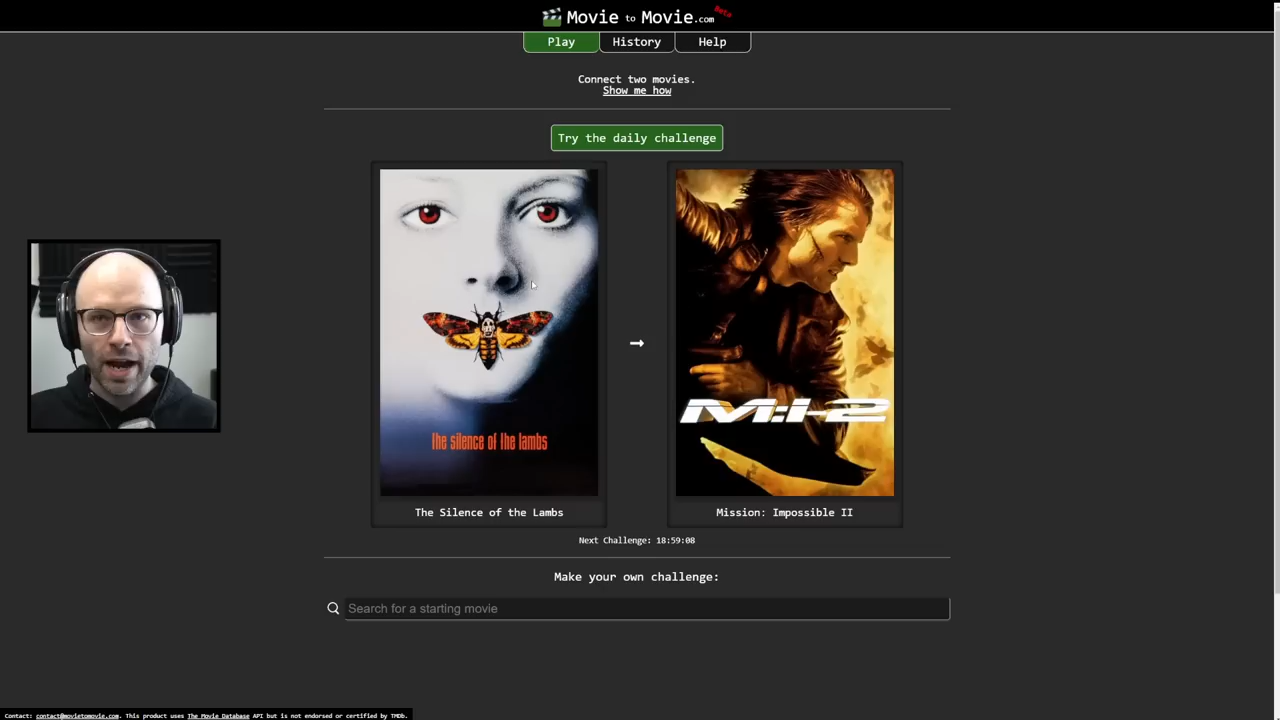 Movie to Movie.com Beta
Play
History
Help
Connect two movies.
Show me how
Try the daily challenge
the silence of the lambs
M:I-2
The Silence of the Lambs
Mission: Impossible II
Next Challenge: 18:59:08
Make your own challenge:
Search for a starting movie
Contact: contact@movietomovie.com. This product uses The Movie Database API but is not endorsed or certified by TMDb.